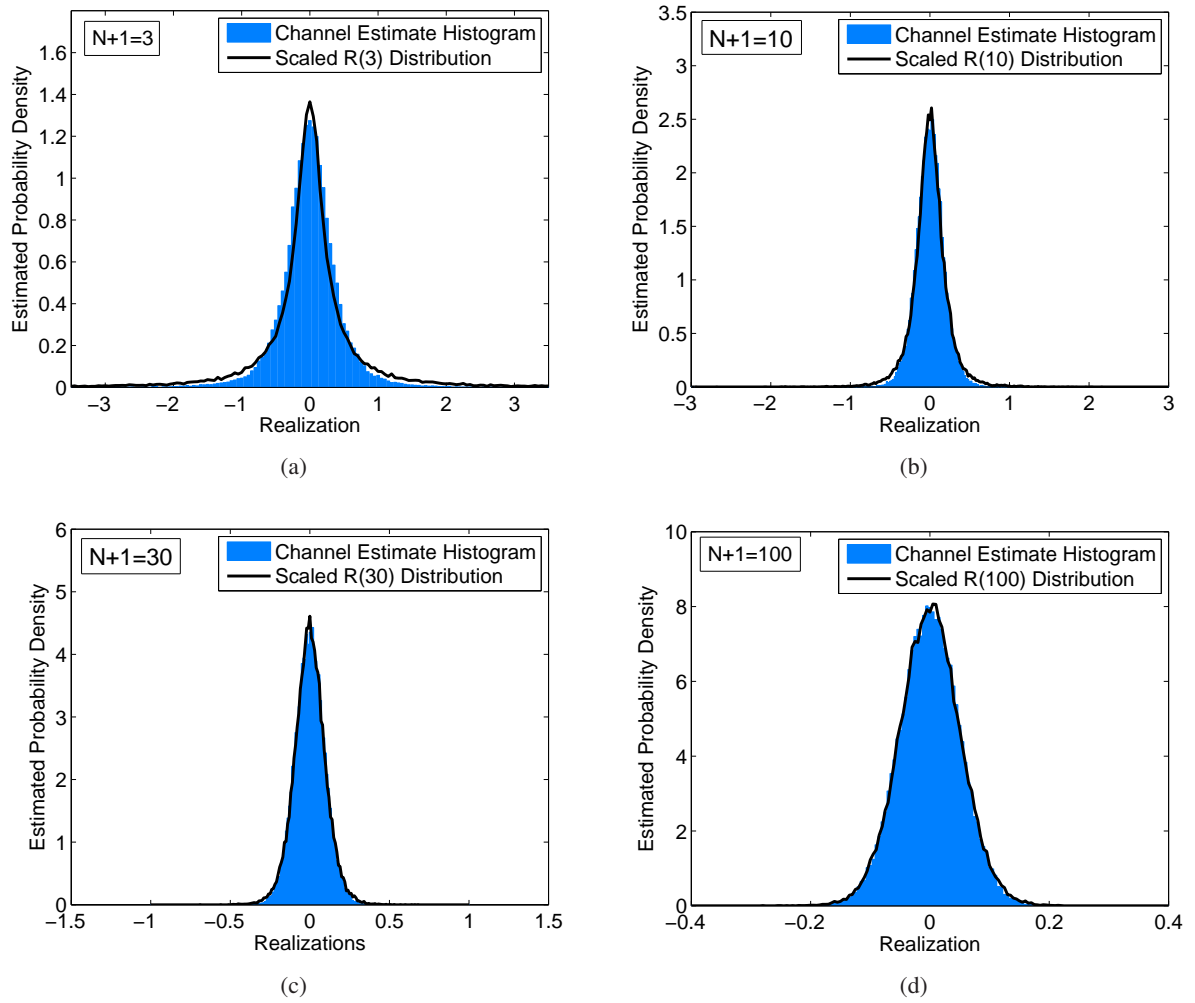 N+1=3
Channel Estimate Histogram
Scaled R(3) Distribution
Estimated Probability Density
1.6
1.4
1.2
1
0.8
0.6
0.4
0.2
0
−3 −2 −1 0 1 2 3
Realization
(a)
N+1=10
Channel Estimate Histogram
Scaled R(10) Distribution
Estimated Probability Density
3.5
3
2.5
2
1.5
1
0.5
0
−3 −2 −1 0 1 2 3
Realization
(b)
N+1=30
Channel Estimate Histogram
Scaled R(30) Distribution
Estimated Probability Density
6
5
4
3
2
1
0
−1.5 −1 −0.5 0 0.5 1 1.5
Realizations
(c)
N+1=100
Channel Estimate Histogram
Scaled R(100) Distribution
Estimated Probability Density
10
8
6
4
2
0
−0.4 −0.2 0 0.2 0.4
Realization
(d)